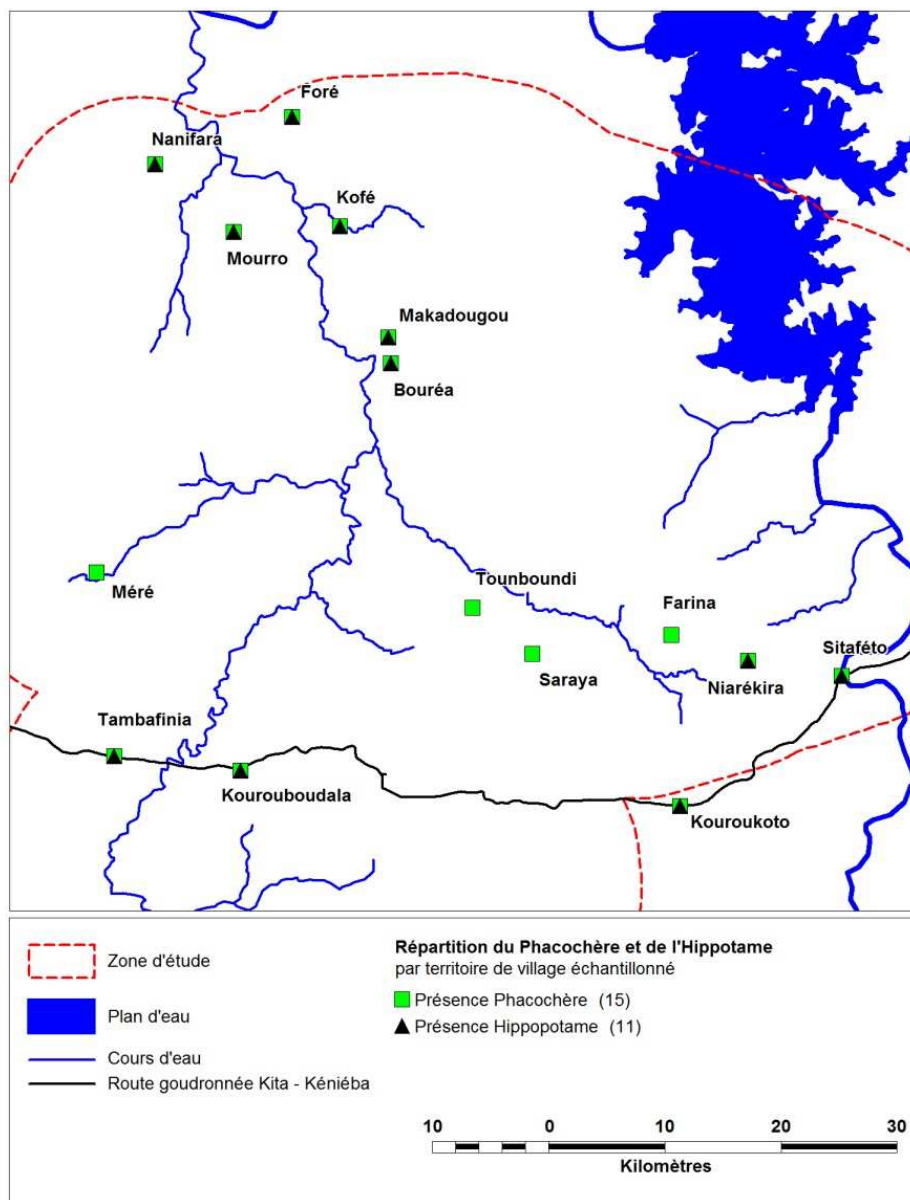 Foré
Nanifara
Kofé
Mourro
Makadougou
Bouréa
Tounboundi
Méré
Farina
Sitaféto
Saraya
Niarékira
Tambafinia
Kourouboudala
Kouroukoto
Zone d'étude
Plan d'eau
Cours d'eau
Route goudronnée Kita - Kéniéba
Répartition du Phacochère et de l'Hippotame
par territoire de village échantillonné
Présence Phacochère (15)
Présence Hippopotame (11)
10 0 10 20 30
Kilomètres